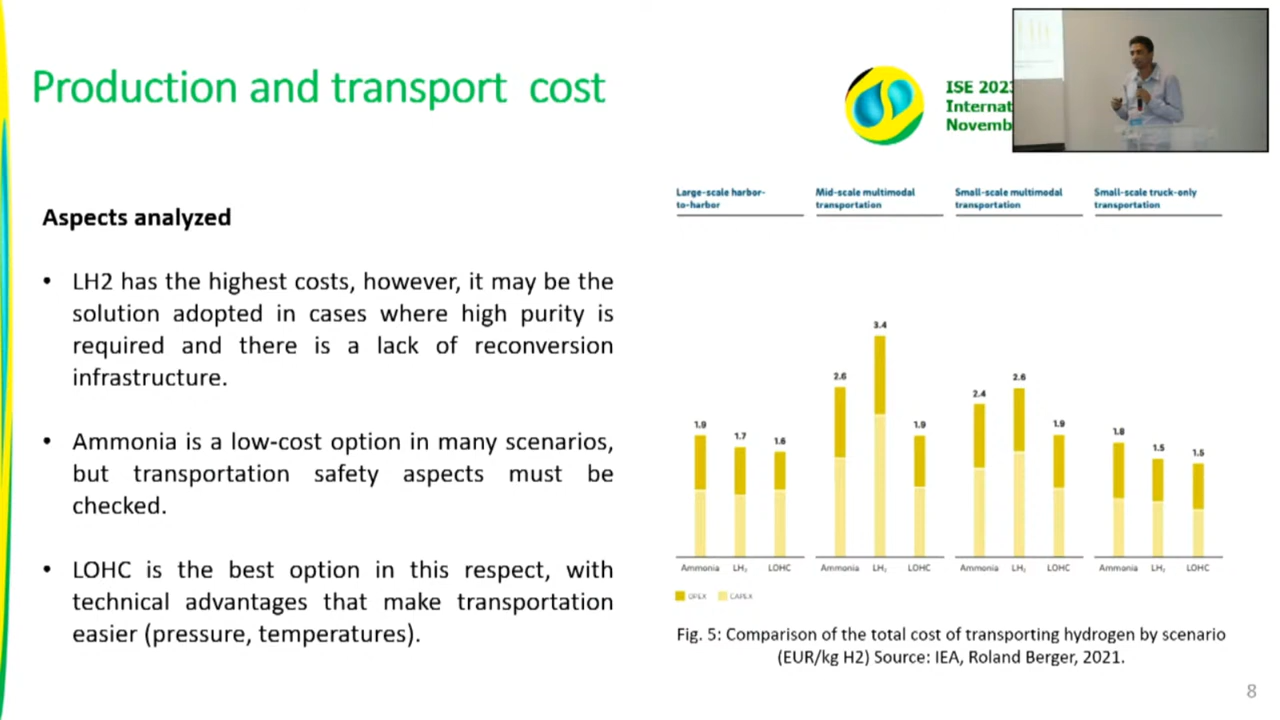 Production and transport cost
ISE 2023
Internat
Novemb
Aspects analyzed
• LH2 has the highest costs, however, it may be the
solution adopted in cases where high purity is
required and there is a lack of reconversion
infrastructure.
• Ammonia is a low-cost option in many scenarios,
but transportation safety aspects must be
checked.
• LOHC is the best option in this respect, with
technical advantages that make transportation
easier (pressure, temperatures).
Large-scale harbor-
to-harbor
Mid-scale multimodal
transportation
Small-scale multimodal
transportation
Small-scale truck-only
transportation
1.9 1.7 1.6 2.6 3.4 1.9 2.4 2.6 1.9 1.8 1.5 1.5
Ammonia LH₂ LOHC Ammonia LH₂ LOHC Ammonia LH₂ LOHC Ammonia LH₂ LOHC
OPEX CAPEX
Fig. 5: Comparison of the total cost of transporting hydrogen by scenario
(EUR/kg H2) Source: IEA, Roland Berger, 2021.
8